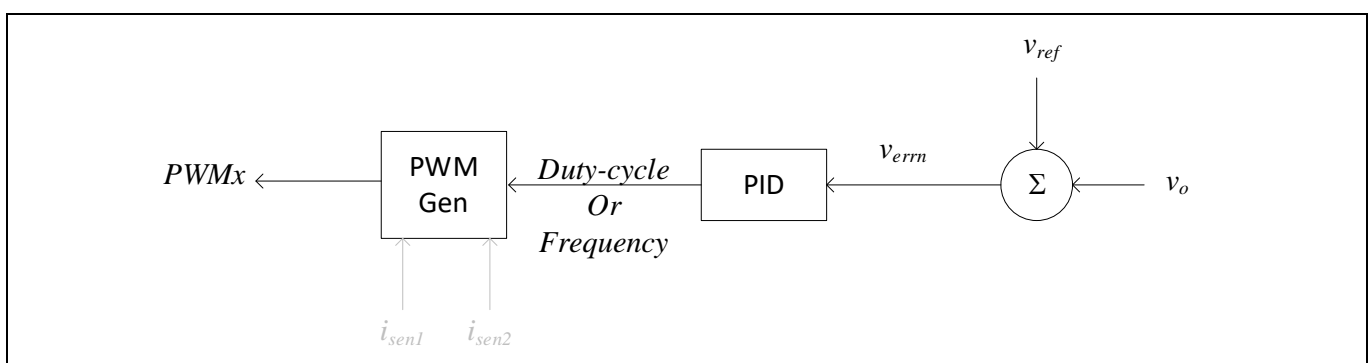 v_ref
PWM
Gen
PWMx
Duty-cycle
Or
Frequency
PID
v_errn
Σ
v_o
i_sen1
i_sen2